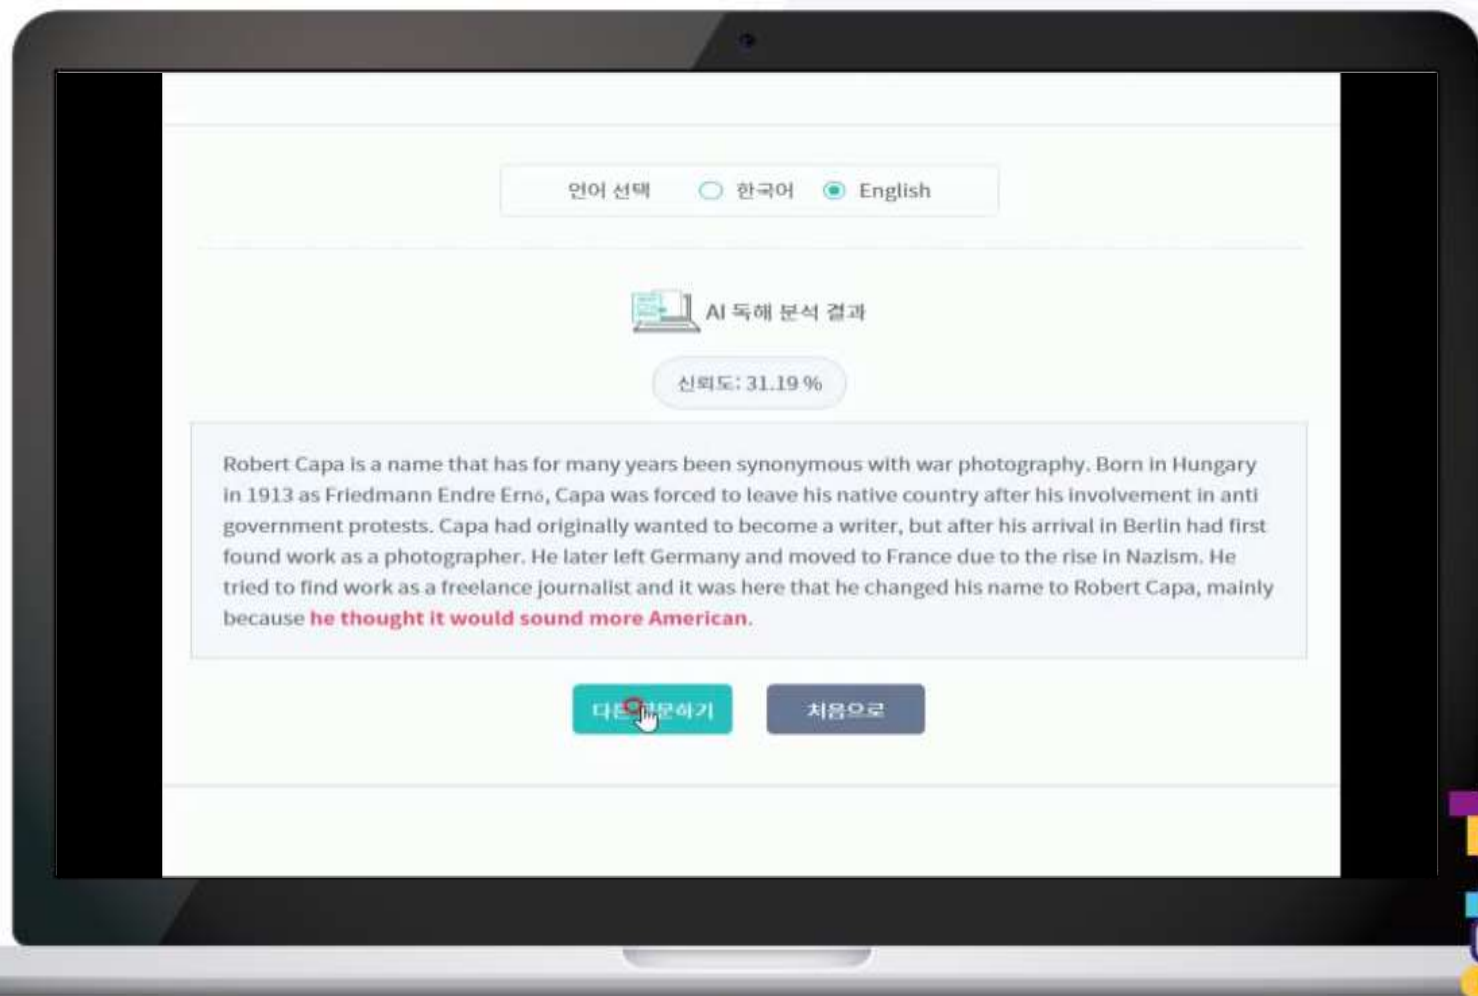 언어 선택 한국어 English
AI 독해 분석 결과
신뢰도: 31.19 %
Robert Capa is a name that has for many years been synonymous with war photography. Born in Hungary
in 1913 as Friedmann Endre Ernö, Capa was forced to leave his native country after his involvement in anti
government protests. Capa had originally wanted to become a writer, but after his arrival in Berlin had first
found work as a photographer. He later left Germany and moved to France due to the rise in Nazism. He
tried to find work as a freelance journalist and it was here that he changed his name to Robert Capa, mainly
because he thought it would sound more American.
처음으로